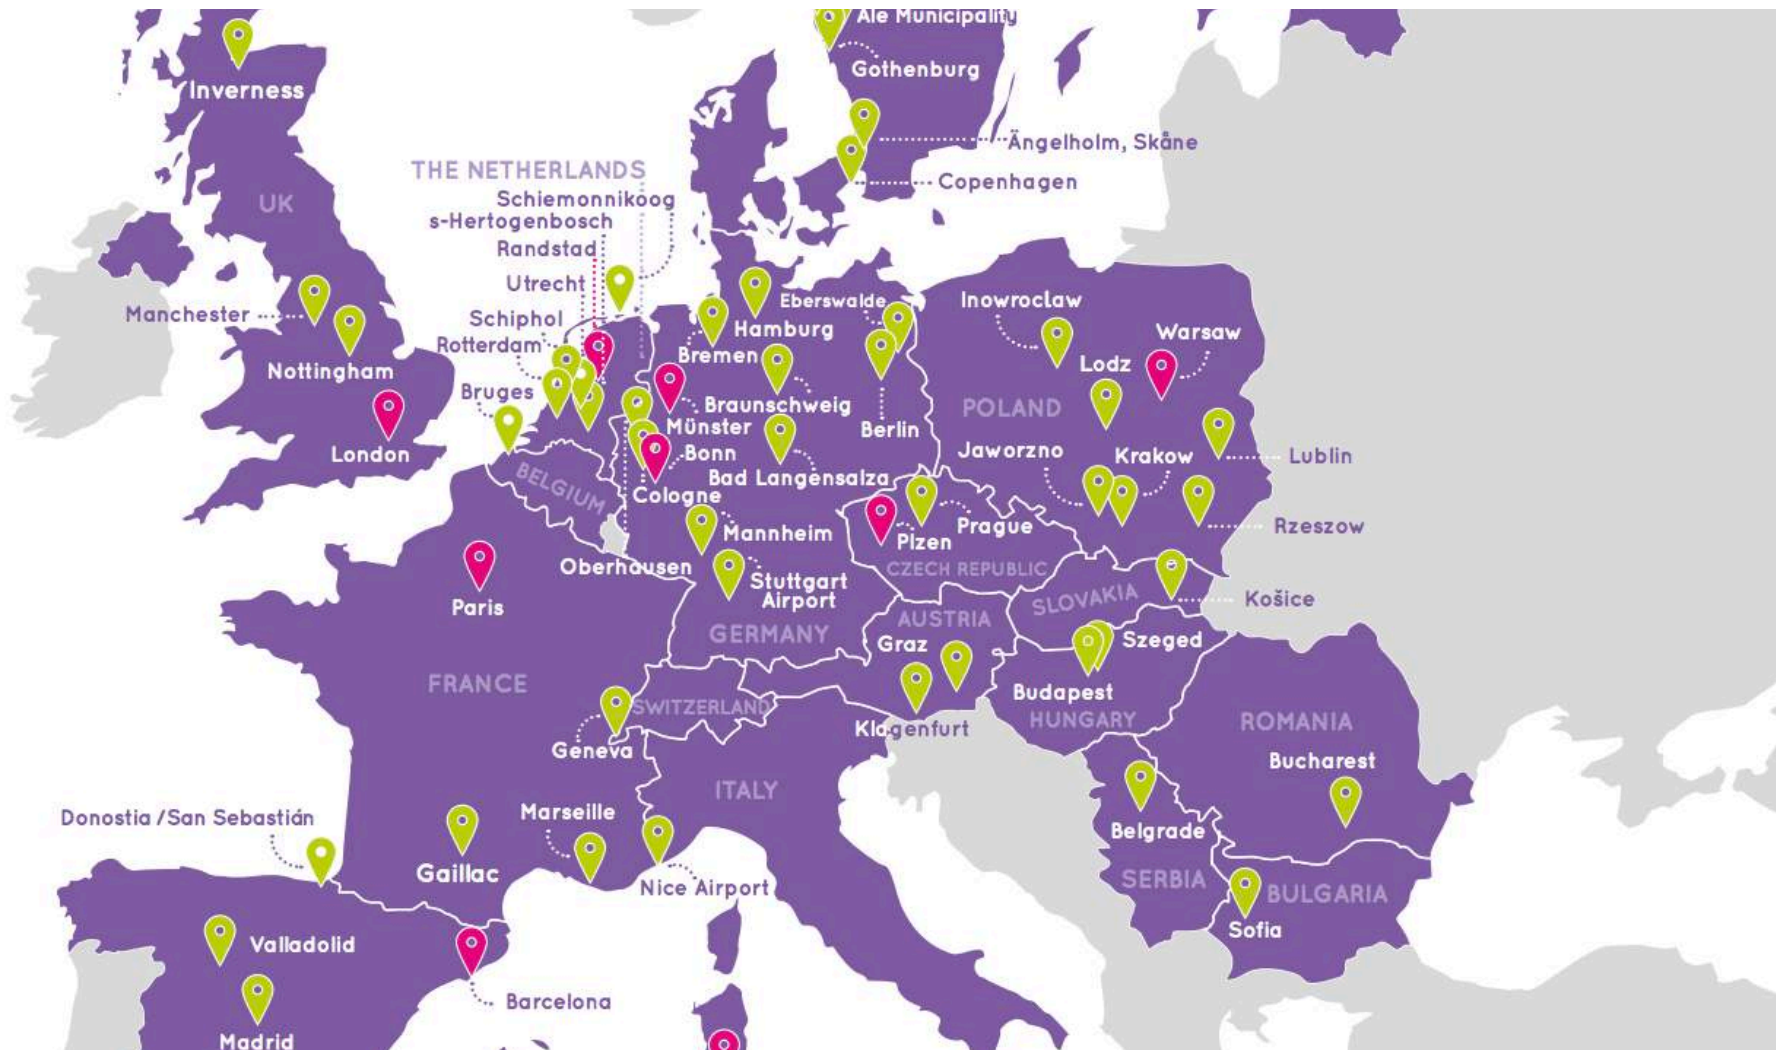 Ale Municipality
Gothenburg
Inverness
Ängelholm, Skåne
THE NETHERLANDS
Copenhagen
Schiemonnikoog
UK
s-Hertogenbosch
Randstad
Utrecht
Manchester
Schiphol
Rotterdam
Eberswalde
Inowroclaw
Hamburg
Warsaw
Bremen
Lodz
Nottingham
Bruges
Braunschweig
POLAND
Münster
Berlin
London
Bonn
Jaworzno
Krakow
Lublin
BELGIUM
Bad Langensalza
Cologne
Mannheim
Plzen
Prague
Rzeszow
Oberhausen
CZECH REPUBLIC
Stuttgart
Airport
SLOVAKIA
Košice
Paris
AUSTRIA
GERMANY
Graz
Szeged
FRANCE
Budapest
SWITZERLAND
HUNGARY
ROMANIA
Klagenfurt
Geneva
Bucharest
ITALY
Marseille
Donostia /San Sebastián
Belgrade
Gaillac
Nice Airport
SERBIA
BULGARIA
Sofia
Valladolid
Barcelona
Madrid